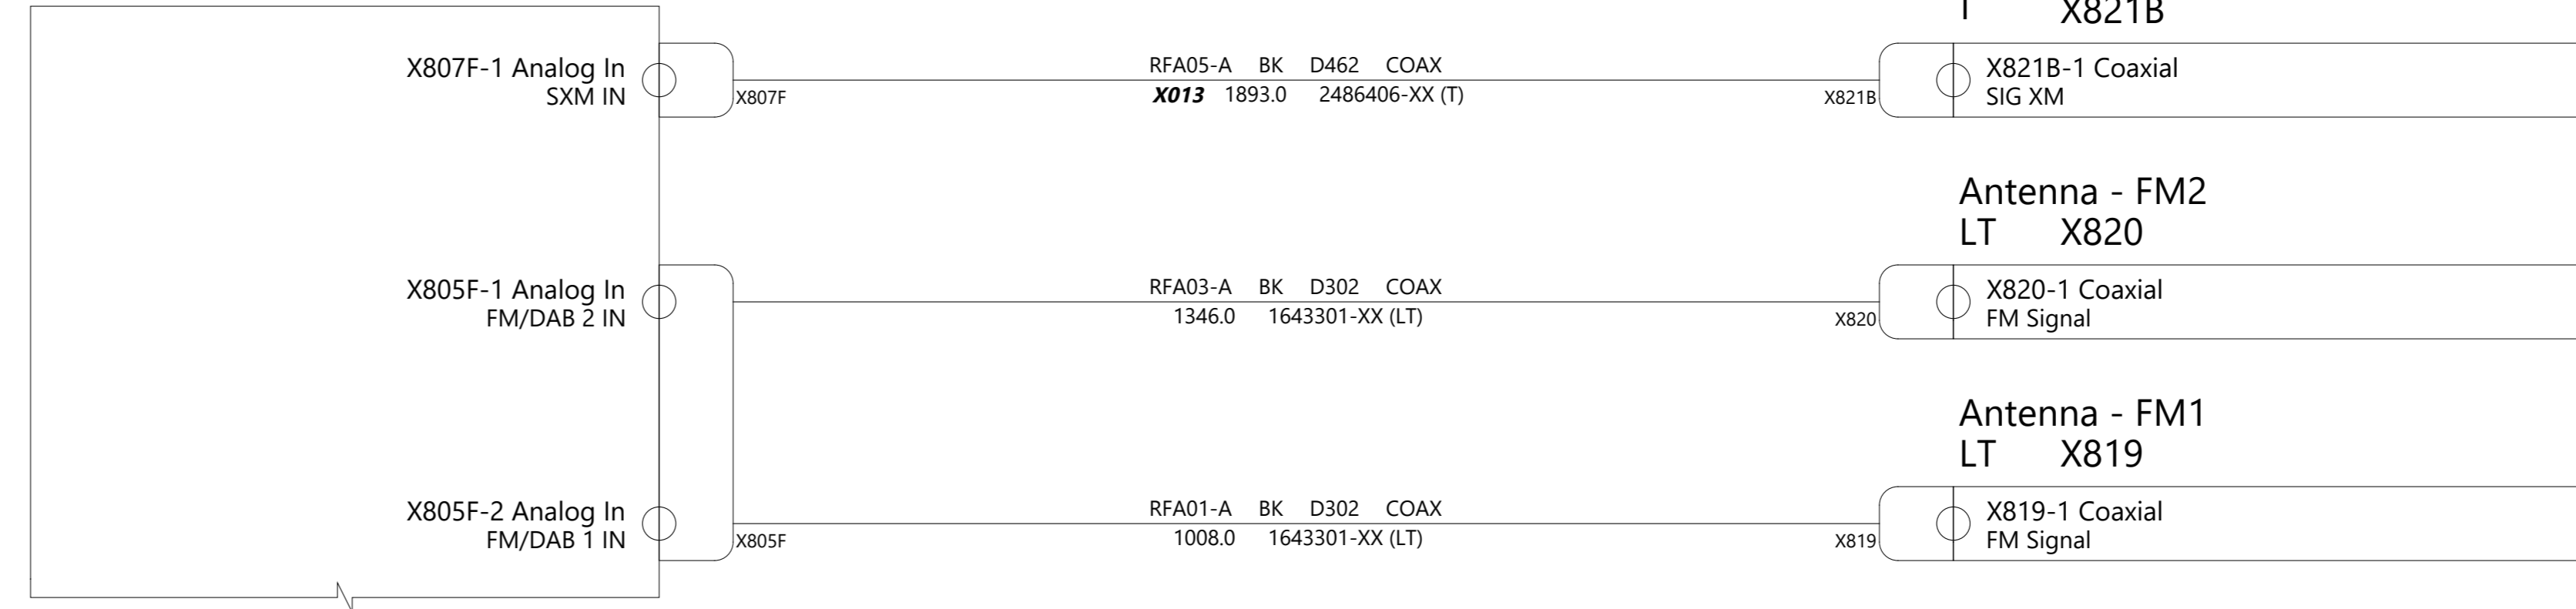 T X821B
X807F-1 Analog In
SXM IN
X807F
RFA05-A BK D462 COAX
X013 1893.0 2486406-XX (T)
X821B
X821B-1 Coaxial
SIG XM
Antenna - FM2
LT X820
X805F-1 Analog In
FM/DAB 2 IN
RFA03-A BK D302 COAX
1346.0 1643301-XX (LT)
X820
X820-1 Coaxial
FM Signal
Antenna - FM1
LT X819
X805F-2 Analog In
FM/DAB 1 IN
X805F
RFA01-A BK D302 COAX
1008.0 1643301-XX (LT)
X819
X819-1 Coaxial
FM Signal